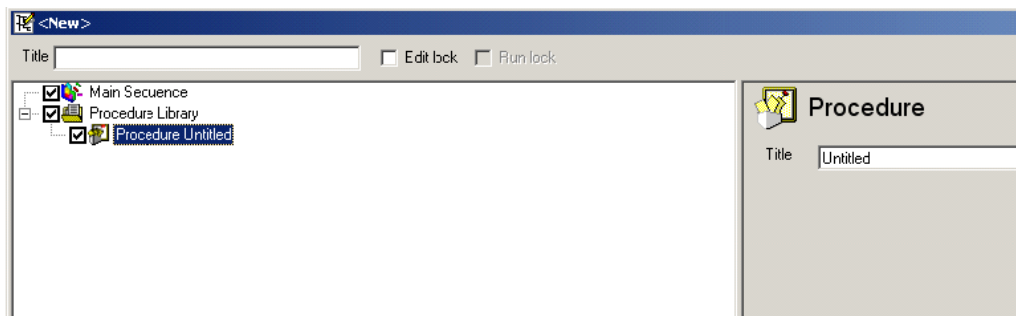 <New>
Title Edit lock Run lock
Main Secuence
Procedure Library
Procedure Untitled
Procedure
Title Untitled